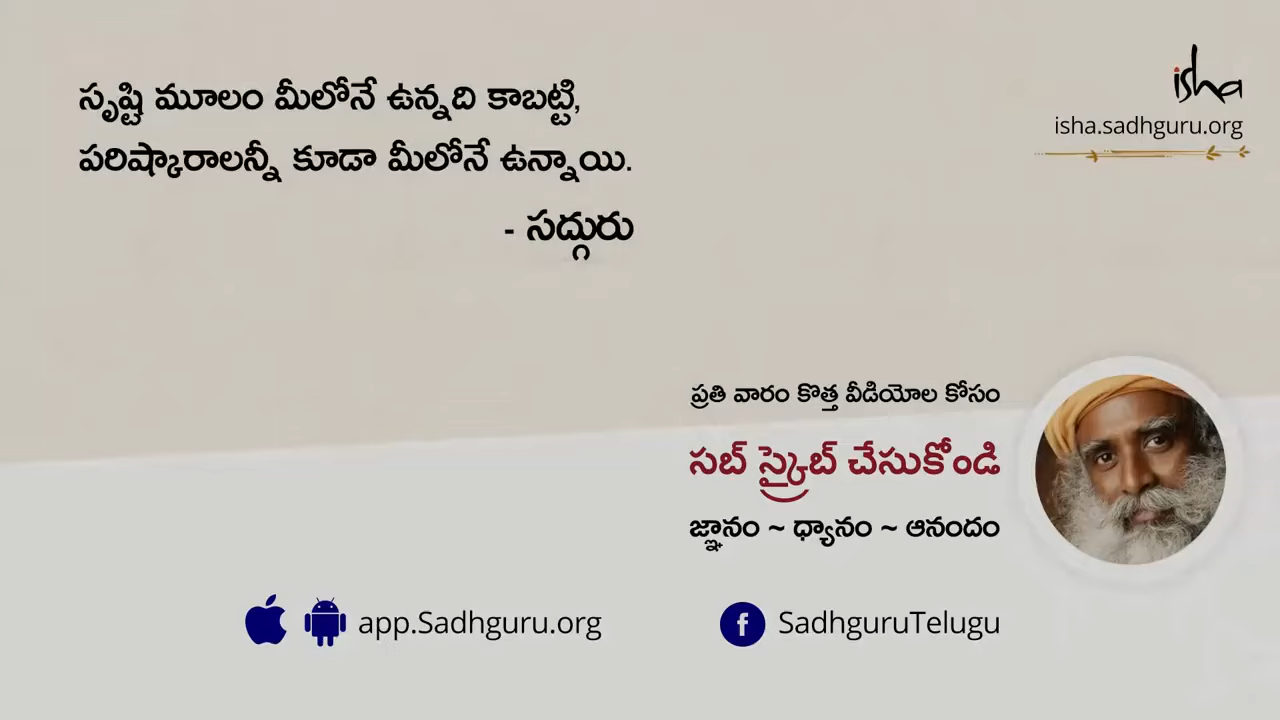 సృష్టి మూలం మీలోనే ఉన్నది కాబట్టి,
పరిష్కారాలన్నీ కూడా మీలోనే ఉన్నాయి.
- సద్గురు
isha
isha.sadhguru.org
ప్రతి వారం కొత్త వీడియోల కోసం
సబ్ స్క్రైబ్ చేసుకోండి
జ్ఞానం ~ ధ్యానం ~ ఆనందం
app.Sadhguru.org
SadhguruTelugu